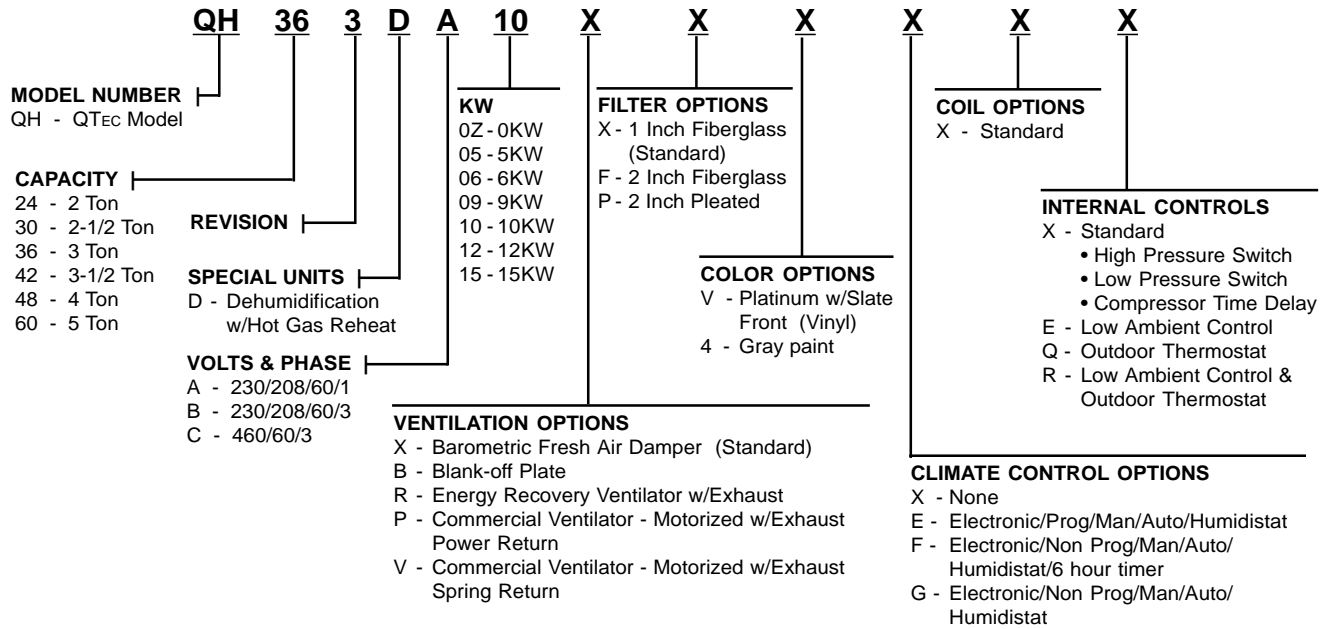 QH 36 3 D A 10 X X X X X X
MODEL NUMBER
QH - QTEC Model
CAPACITY
24 - 2 Ton
30 - 2-1/2 Ton
36 - 3 Ton
42 - 3-1/2 Ton
48 - 4 Ton
60 - 5 Ton
REVISION
SPECIAL UNITS
D - Dehumidification
w/Hot Gas Reheat
VOLTS & PHASE
A - 230/208/60/1
B - 230/208/60/3
C - 460/60/3
KW
0Z - 0KW
05 - 5KW
06 - 6KW
09 - 9KW
10 - 10KW
12 - 12KW
15 - 15KW
VENTILATION OPTIONS
X - Barometric Fresh Air Damper (Standard)
B - Blank-off Plate
R - Energy Recovery Ventilator w/Exhaust
P - Commercial Ventilator - Motorized w/Exhaust
Power Return
V - Commercial Ventilator - Motorized w/Exhaust
Spring Return
FILTER OPTIONS
X - 1 Inch Fiberglass
(Standard)
F - 2 Inch Fiberglass
P - 2 Inch Pleated
COLOR OPTIONS
V - Platinum w/Slate
Front (Vinyl)
4 - Gray paint
CLIMATE CONTROL OPTIONS
X - None
E - Electronic/Prog/Man/Auto/Humidistat
F - Electronic/Non Prog/Man/Auto/
Humidistat/6 hour timer
G - Electronic/Non Prog/Man/Auto/
Humidistat
COIL OPTIONS
X - Standard
INTERNAL CONTROLS
X - Standard
• High Pressure Switch
• Low Pressure Switch
• Compressor Time Delay
E - Low Ambient Control
Q - Outdoor Thermostat
R - Low Ambient Control &
Outdoor Thermostat